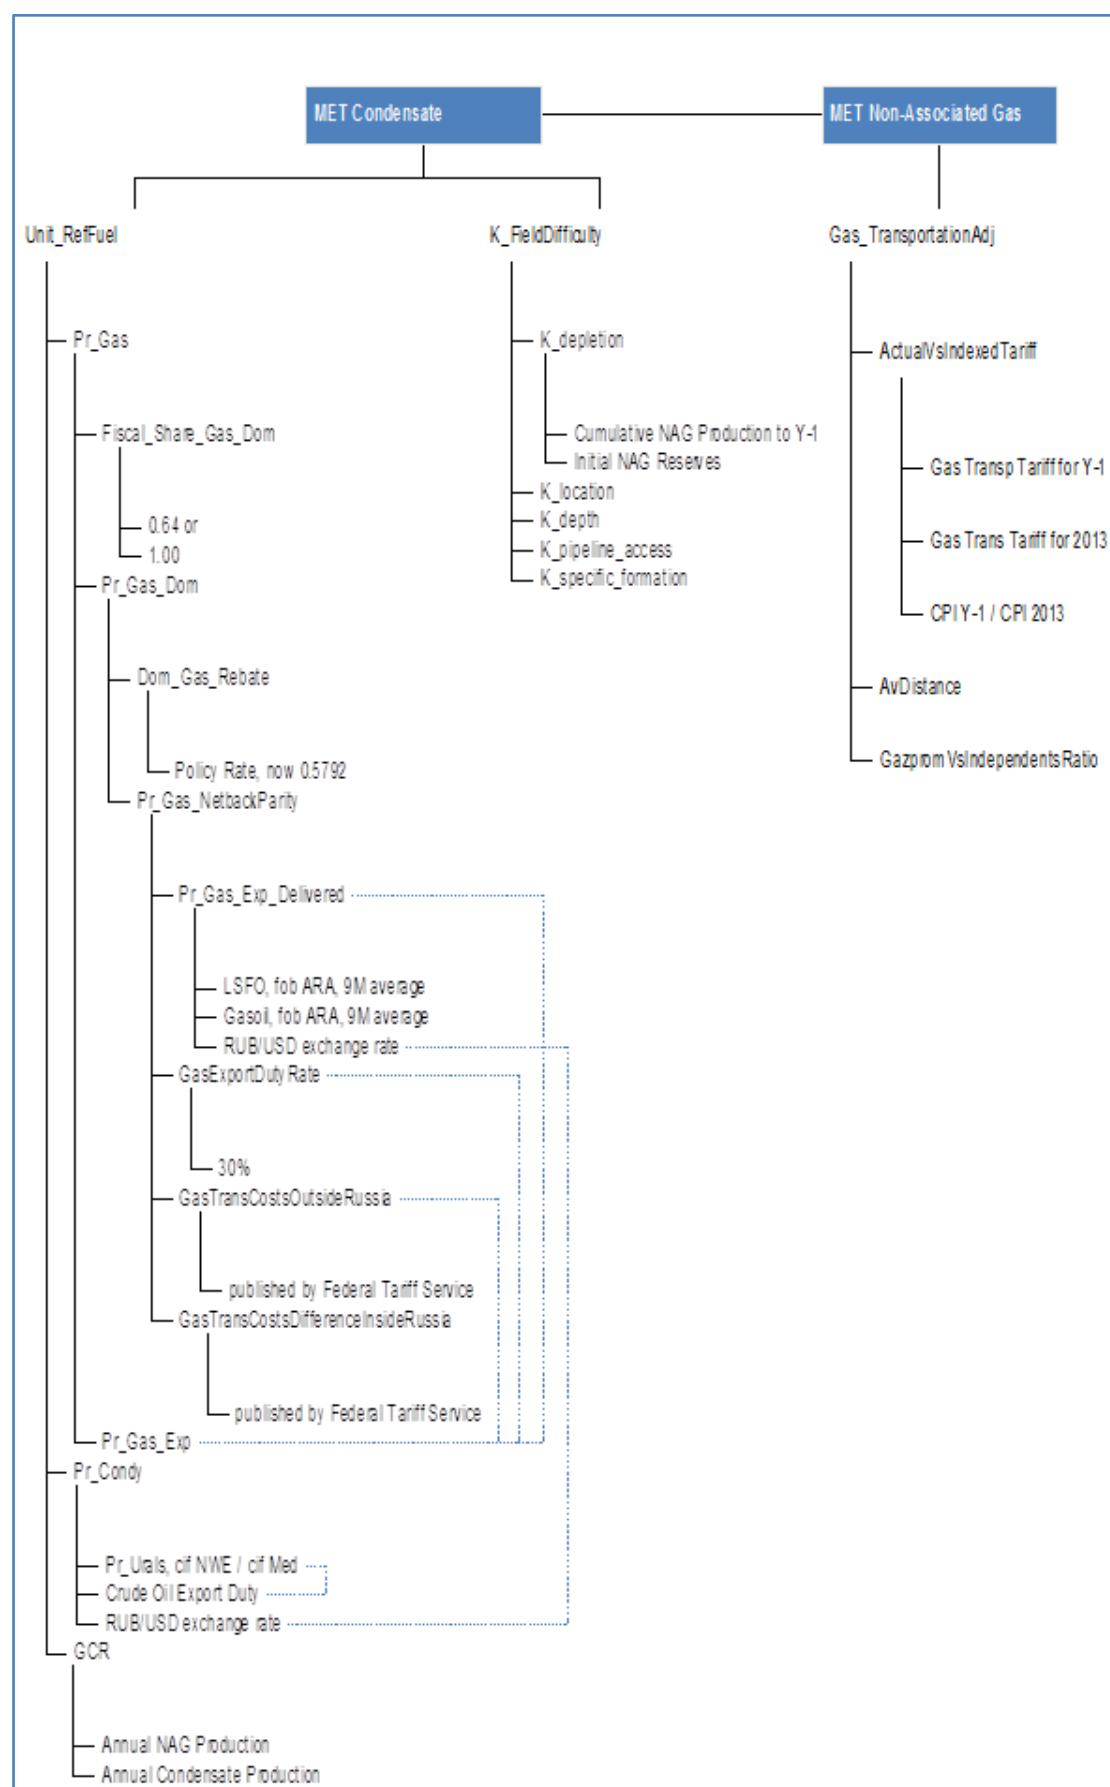 MET Condensate
MET Non-Associated Gas
Unit_RefFuel
K_FieldDifficulty
Gas_TransportationAdj
Pr_Gas
K_depletion
ActualVsIndexedTariff
Fiscal_Share_Gas_Dom
Cumulative NAG Production to Y-1
Initial NAG Reserves
Gas Transp Tariff for Y-1
K_location
0.64 or
K_depth
Gas Trans Tariff for 2013
1.00
K_pipeline_access
Pr_Gas_Dom
K_specific_formation
CPI Y-1 / CPI 2013
Dom_Gas_Rebate
AvDistance
Policy Rate, now 0.5792
GazpromVsIndependentsRatio
Pr_Gas_NetbackParity
Pr_Gas_Exp_Delivered
LSFO, fob ARA, 9M average
Gasoil, fob ARA, 9M average
RUB/USD exchange rate
GasExportDutyRate
30%
GasTransCostsOutsideRussia
published by Federal Tariff Service
GasTransCostsDifferenceInsideRussia
published by Federal Tariff Service
Pr_Gas_Exp
Pr_Condy
Pr_Urals, cif NWE / cif Med
Crude Oil Export Duty
RUB/USD exchange rate
GCR
Annual NAG Production
Annual Condensate Production